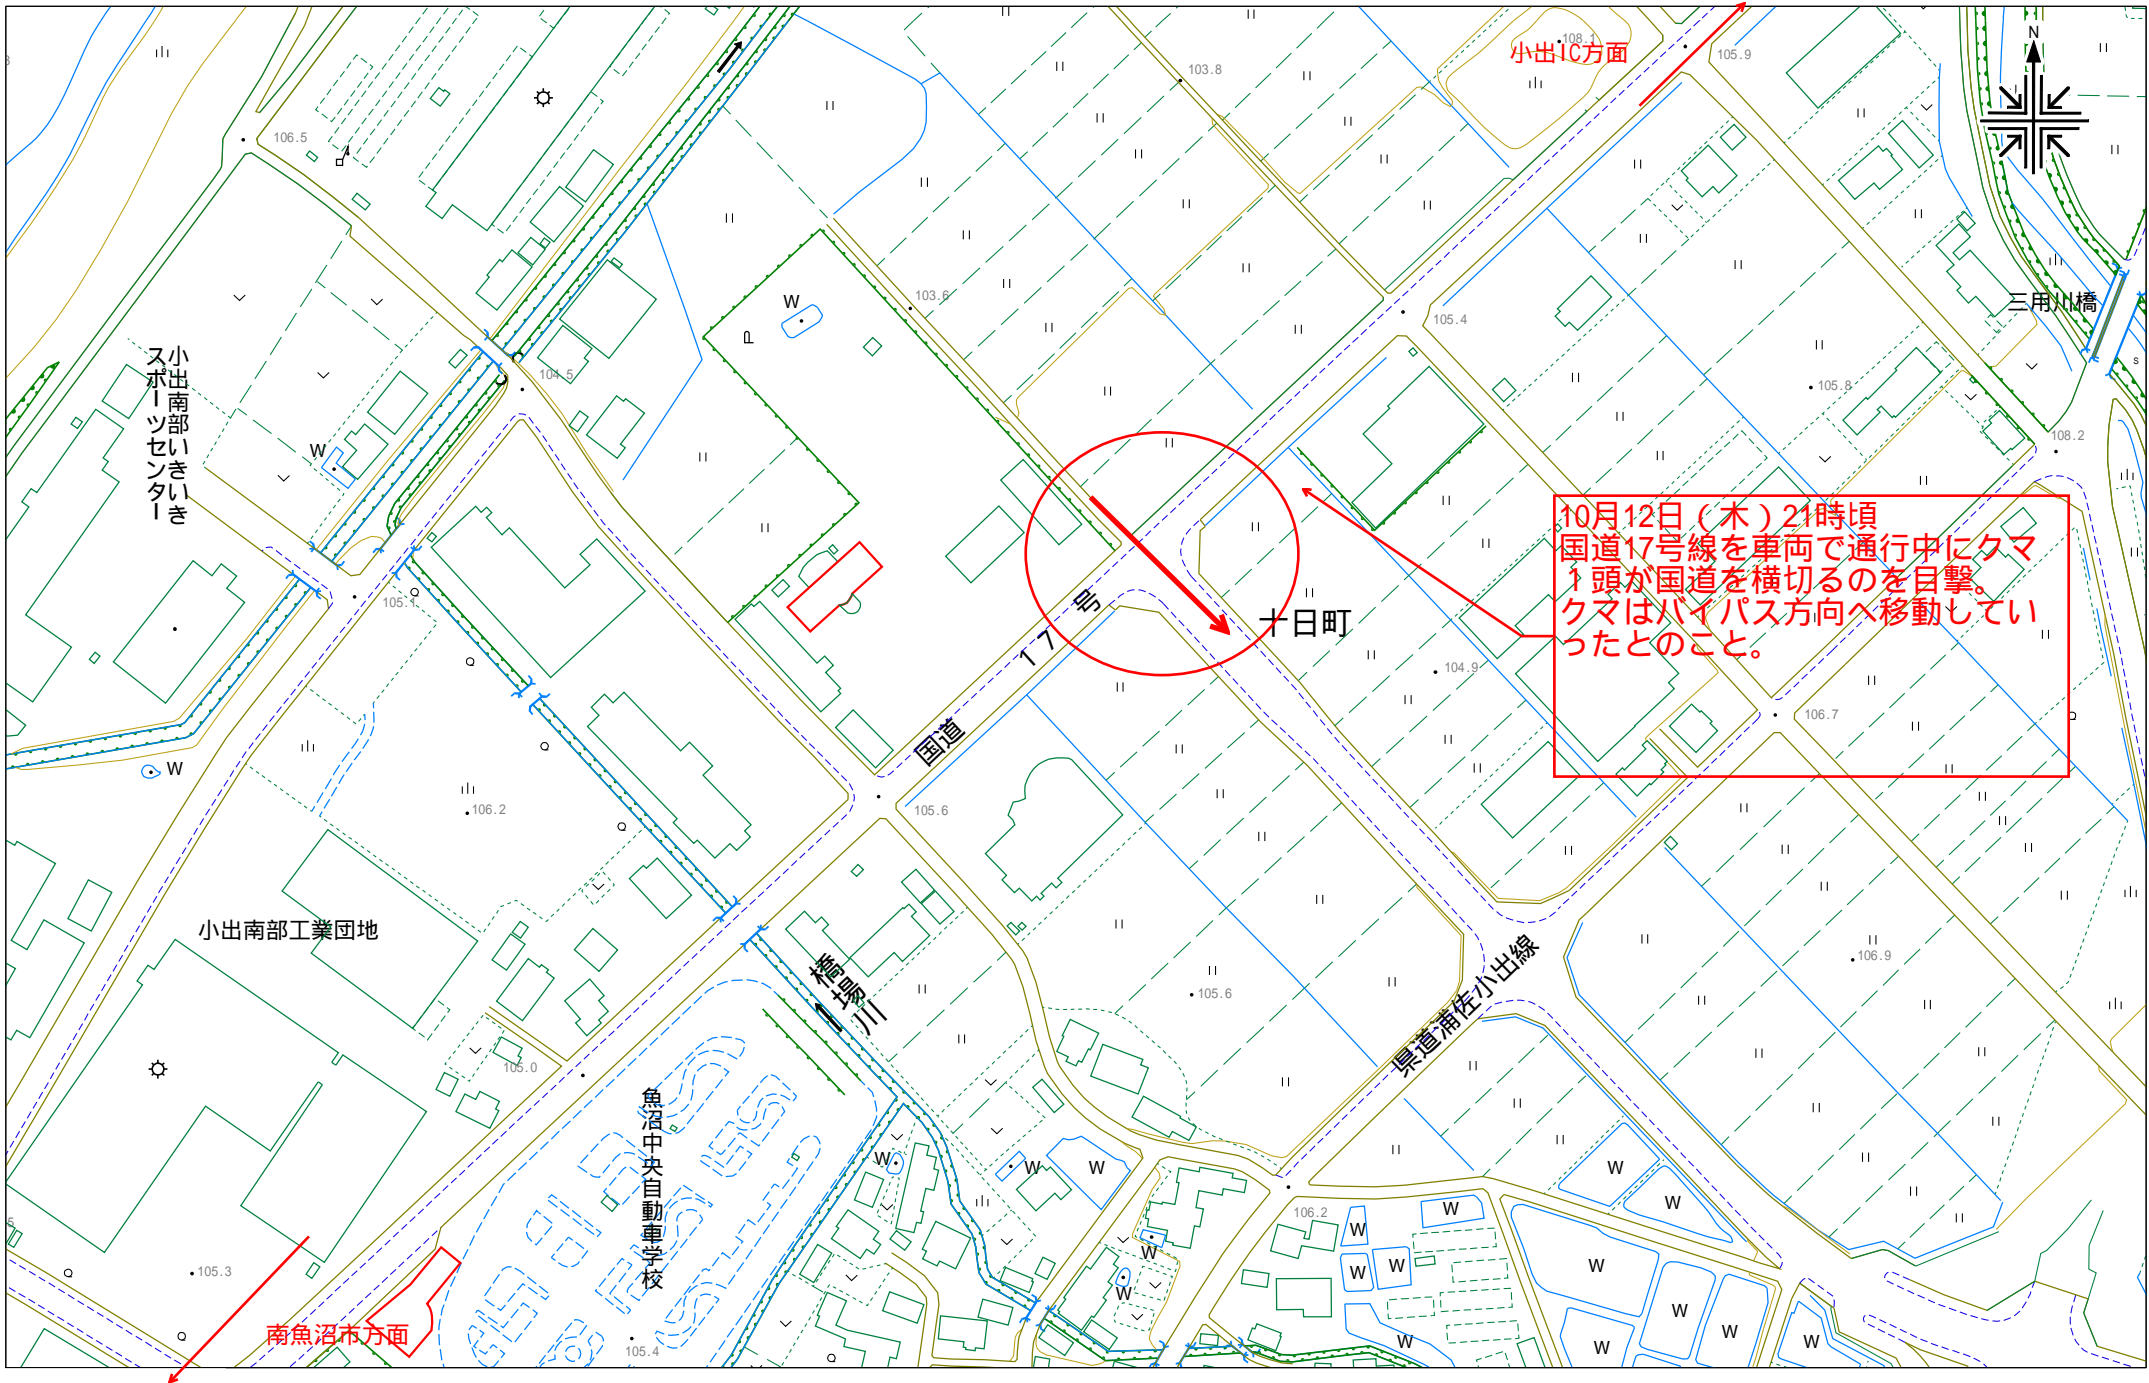 小出IC方面
108.1
105.9
N
103.8
106.5
103.6
105.4
三用川橋
W
P
104.5
105.8
小出南部いきいき
スポーツセンター
W
108.2
10月12日(木)21時頃
国道17号線を車両で通行中にクマ
1頭が国道を横切るのを目撃。
クマはバイパス方向へ移動してい
ったとのこと。
105.1
十日町
国道 17号
104.9
106.7
W
106.2
105.6
小出南部工業団地
橋場川
105.6
106.9
県道浦佐小出線
105.0
魚沼中央自動車学校
W
W
W
W
W
106.2
W
W
W
W
W
W
W
W
W
W
W
W
W
105.3
南魚沼市方面
105.4